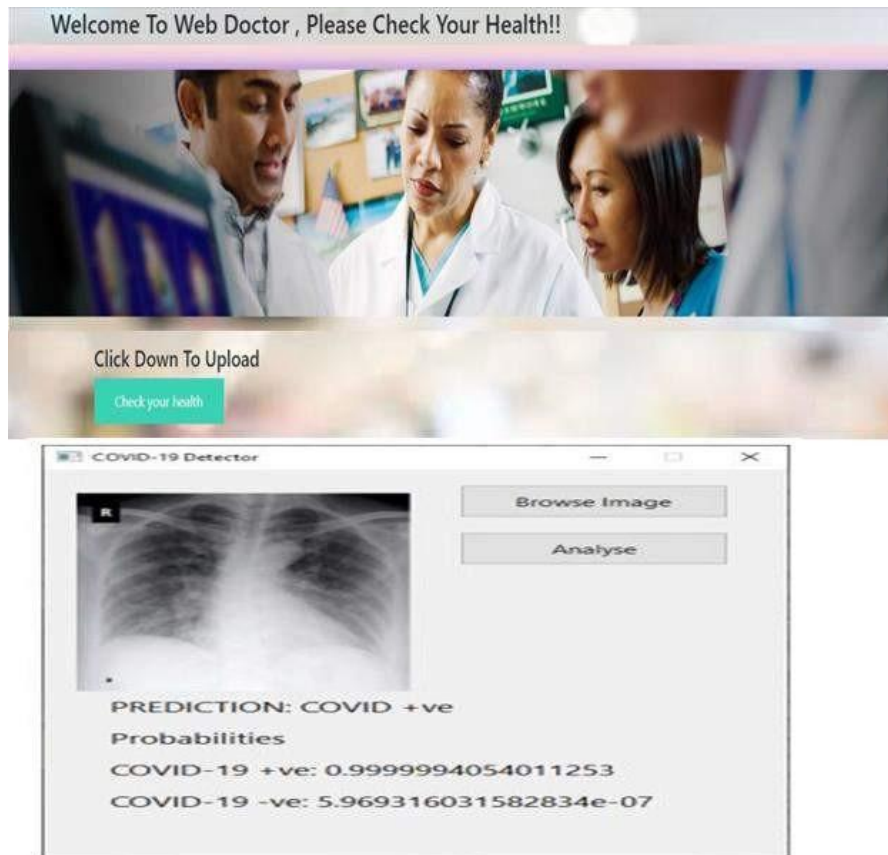 Welcome To Web Doctor , Please Check Your Health!!
Click Down To Upload
Check your health
COVID-19 Detector
R
Browse Image
Analyse
PREDICTION: COVID +ve
Probabilities
COVID-19 +ve: 0.9999994054011253
COVID-19 -ve: 5.969316031582834e-07